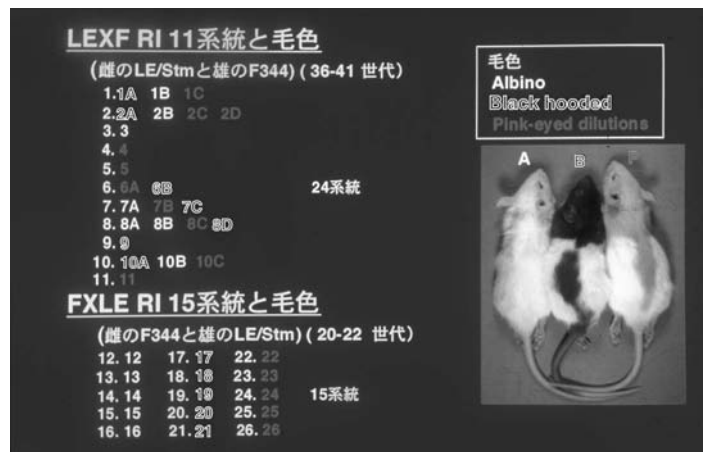 LEXF RI 11系統と毛色
(雌のLE/Stmと雄のF344) ( 36-41 世代）
1.1A 1B 1C
2.2A 2B 2C 2D
3. 3
4. 4
5. 5
6. 6A 6B 24系統
7. 7A 7B 7C
8. 8A 8B 8C 8D
9. 9
10. 10A 10B 10C
11. 11
FXLE RI 15系統と毛色
(雌のF344と雄のLE/Stm) ( 20-22 世代）
12. 12 17. 17 22. 22
13. 13 18. 18 23. 23
14. 14 19. 19 24. 24 15系統
15. 15 20. 20 25. 25
16. 16 21. 21 26. 26
毛色
Albino
Black hooded
Pink-eyed dilutions
A B P